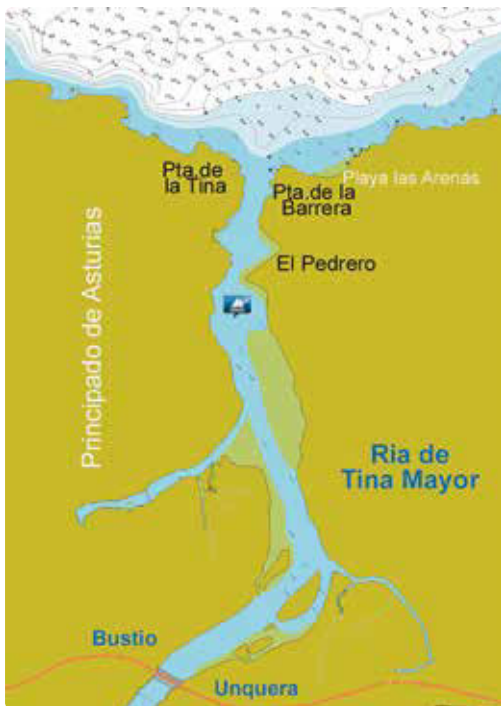 Pta.de
la Tina
Playa las Arenas
Pta.de la
Barrera
El Pedrero
Principado de Asturias
Ria de
Tina Mayor
Bustio
Unquera